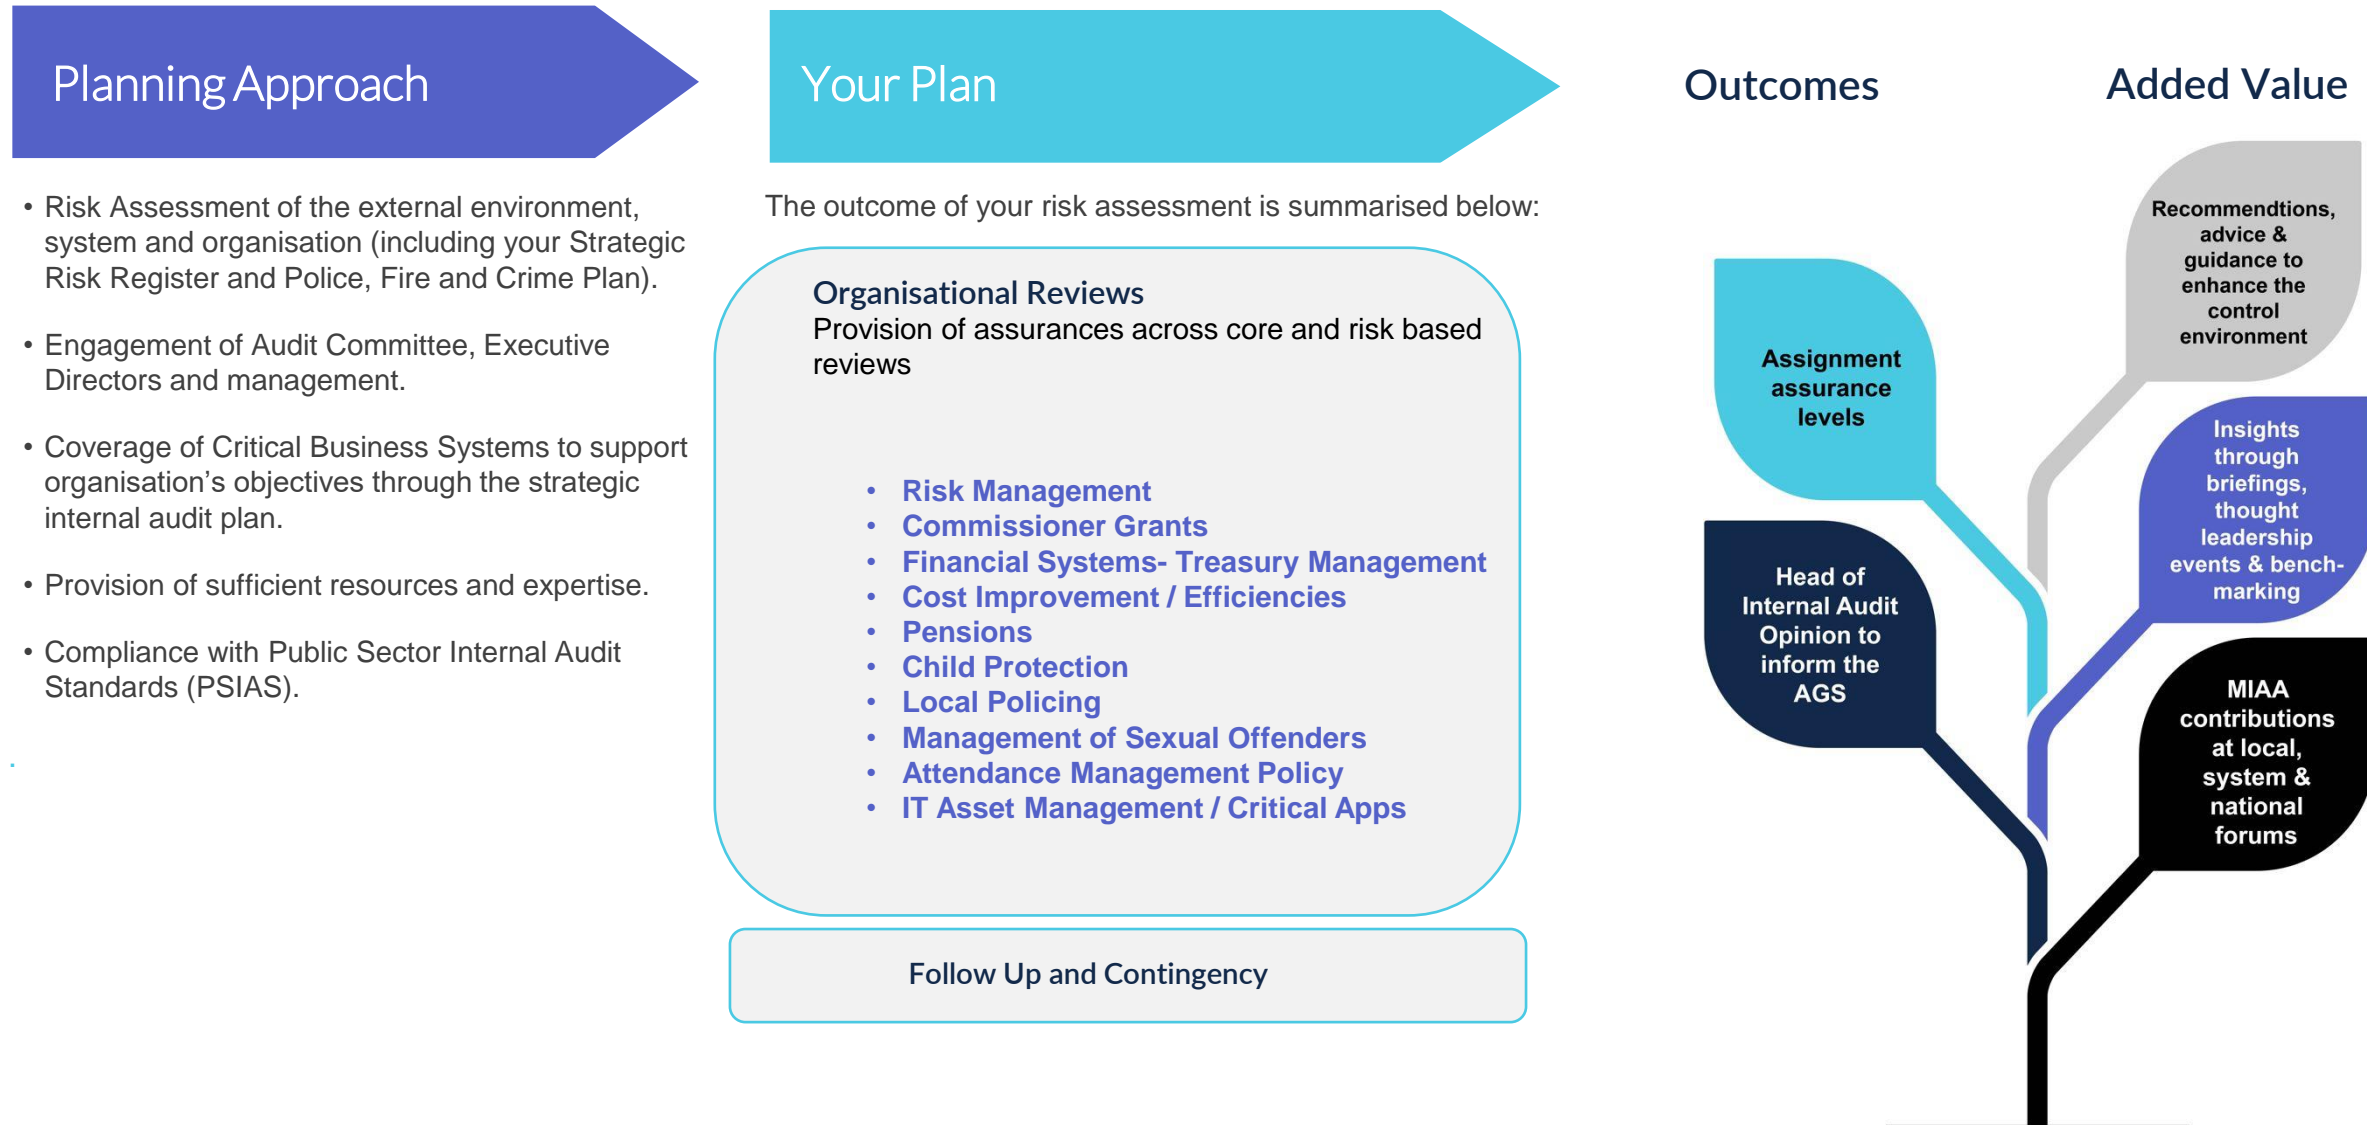 Planning Approach
• Risk Assessment of the external environment,
system and organisation (including your Strategic
Risk Register and Police, Fire and Crime Plan).
• Engagement of Audit Committee, Executive
Directors and management.
• Coverage of Critical Business Systems to support
organisation’s objectives through the strategic
internal audit plan.
• Provision of sufficient resources and expertise.
• Compliance with Public Sector Internal Audit
Standards (PSIAS).
.
Your Plan
The outcome of your risk assessment is summarised below:
Organisational Reviews
Provision of assurances across core and risk based
reviews
• Risk Management
• Commissioner Grants
• Financial Systems- Treasury Management
• Cost Improvement / Efficiencies
• Pensions
• Child Protection
• Local Policing
• Management of Sexual Offenders
• Attendance Management Policy
• IT Asset Management / Critical Apps
Follow Up and Contingency
Outcomes
Assignment
assurance
levels
Head of
Internal Audit
Opinion to
inform the
AGS
Added Value
Recommendtions,
advice &
guidance to
enhance the
control
environment
Insights
through
briefings,
thought
leadership
events & bench-
marking
MIAA
contributions
at local,
system &
national
forums